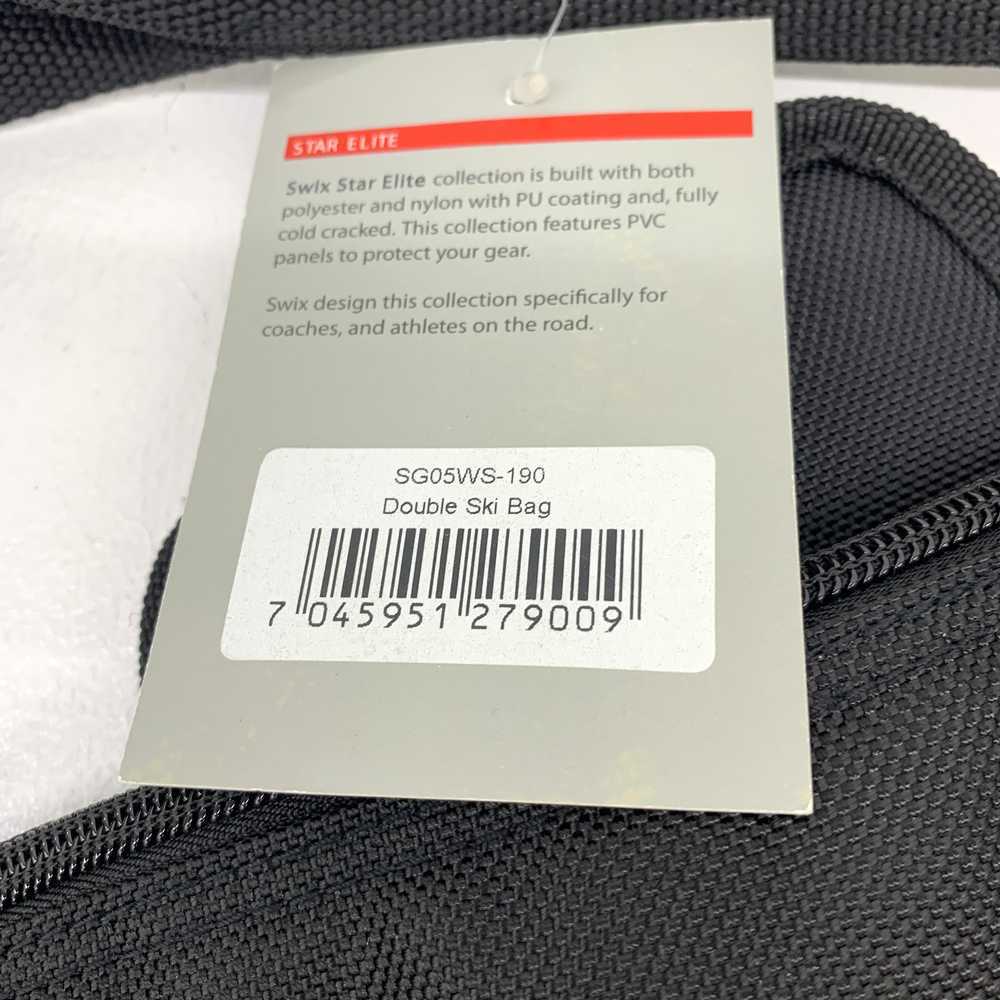 STAR ELITE
Swix Star Elite collection is built with both
polyester and nylon with PU coating and, fully
cold cracked. This collection features PVC
panels to protect your gear.
Swix design this collection specifically for
coaches, and athletes on the road.
SG05WS-190
Double Ski Bag
7 045951 279009